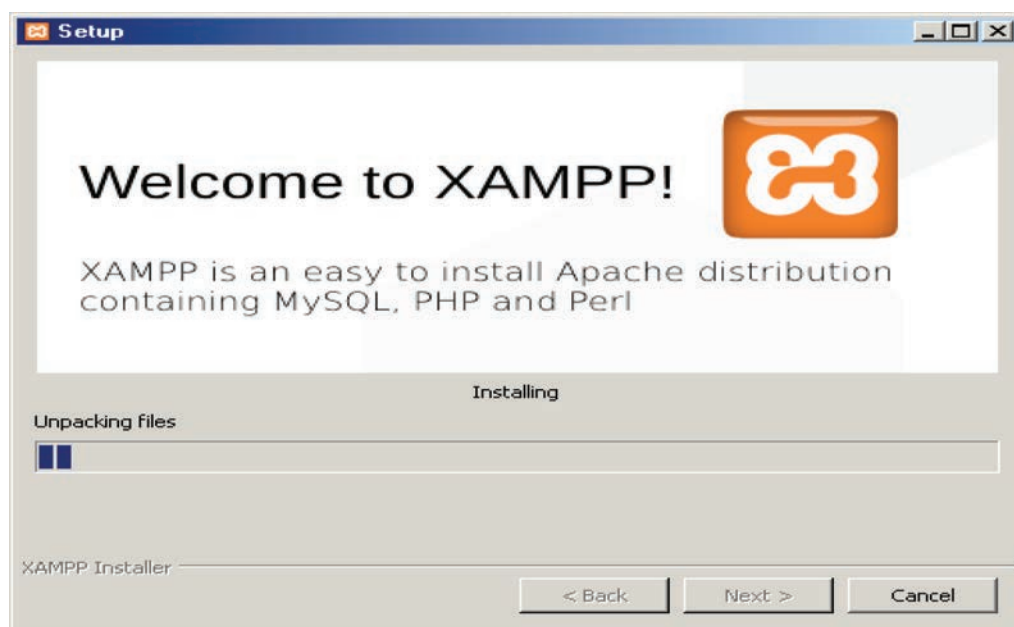 Setup
Welcome to XAMPP!
XAMPP is an easy to install Apache distribution
containing MySQL, PHP and Perl
Installing
Unpacking files
XAMPP Installer
< Back
Next >
Cancel